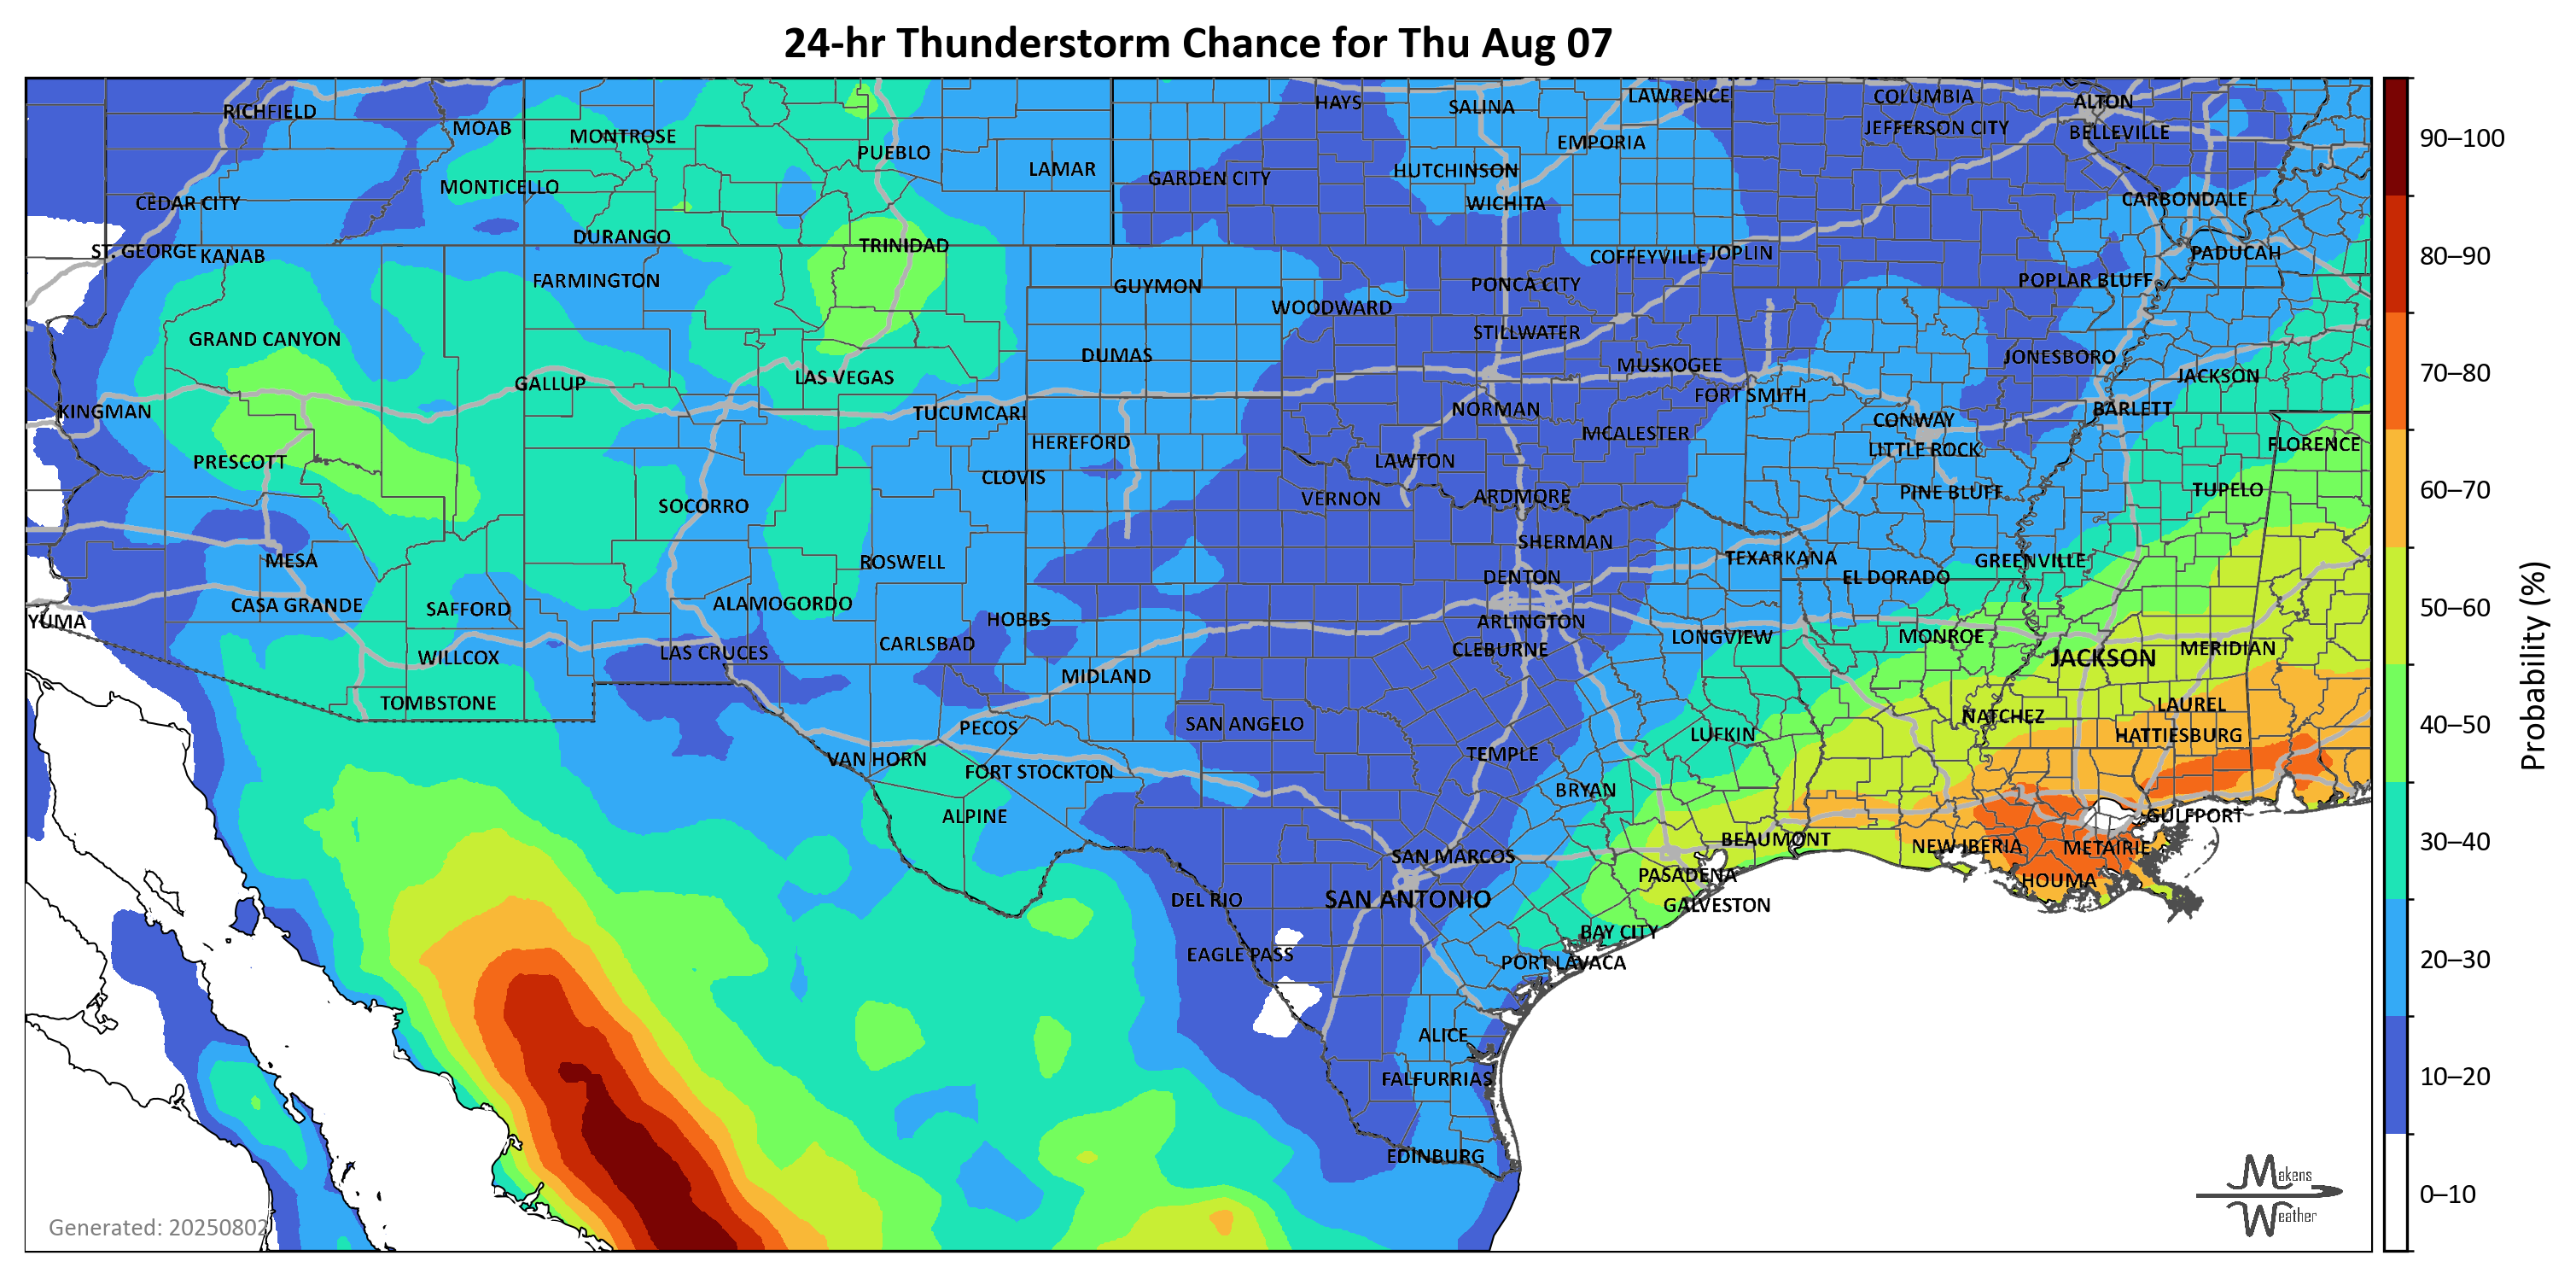 24-hr Thunderstorm Chance for Thu Aug 07
HAYS
SALINA
LAWRENCE
COLUMBIA
ALTON
RICHFIELD
MOAB
MONTROSE
PUEBLO
EMPORIA
JEFFERSON CITY
BELLEVILLE
90–100
LAMAR
GARDEN CITY
HUTCHINSON
MONTICELLO
CEDAR CITY
WICHITA
CARBONDALE
DURANGO
TRINIDAD
ST. GEORGE
KANAB
COFFEYVILLE
JOPLIN
PADUCAH
80–90
FARMINGTON
GUYMON
PONCA CITY
POPLAR BLUFF
WOODWARD
STILLWATER
GRAND CANYON
DUMAS
MUSKOGEE
JONESBORO
70–80
GALLUP
LAS VEGAS
FORT SMITH
JACKSON
KINGMAN
TUCUMCARI
NORMAN
CONWAY
BARLETT
HEREFORD
MCALESTER
LITTLE ROCK
FLORENCE
PRESCOTT
CLOVIS
LAWTON
60–70
SOCORRO
VERNON
ARDMORE
PINE BLUFF
TUPELO
MESA
ROSWELL
SHERMAN
TEXARKANA
GREENVILLE
DENTON
EL DORADO
CASA GRANDE
SAFFORD
ALAMOGORDO
50–60
YUMA
HOBBS
ARLINGTON
WILLCOX
LAS CRUCES
CARLSBAD
CLEBURNE
LONGVIEW
MONROE
JACKSON
MERIDIAN
MIDLAND
TOMBSTONE
PECOS
SAN ANGELO
LUFKIN
NATCHEZ
LAUREL
HATTIESBURG
40–50
VAN HORN
FORT STOCKTON
TEMPLE
BRYAN
ALPINE
GULFPORT
SAN MARCOS
BEAUMONT
NEW IBERIA
METAIRIE
30–40
PASADENA
HOUMA
DEL RIO
SAN ANTONIO
GALVESTON
BAY CITY
EAGLE PASS
PORT LAVACA
20–30
ALICE
FALFURRIAS
10–20
EDINBURG
0–10
Probability (%)
Makens
Weather
Generated: 20250802